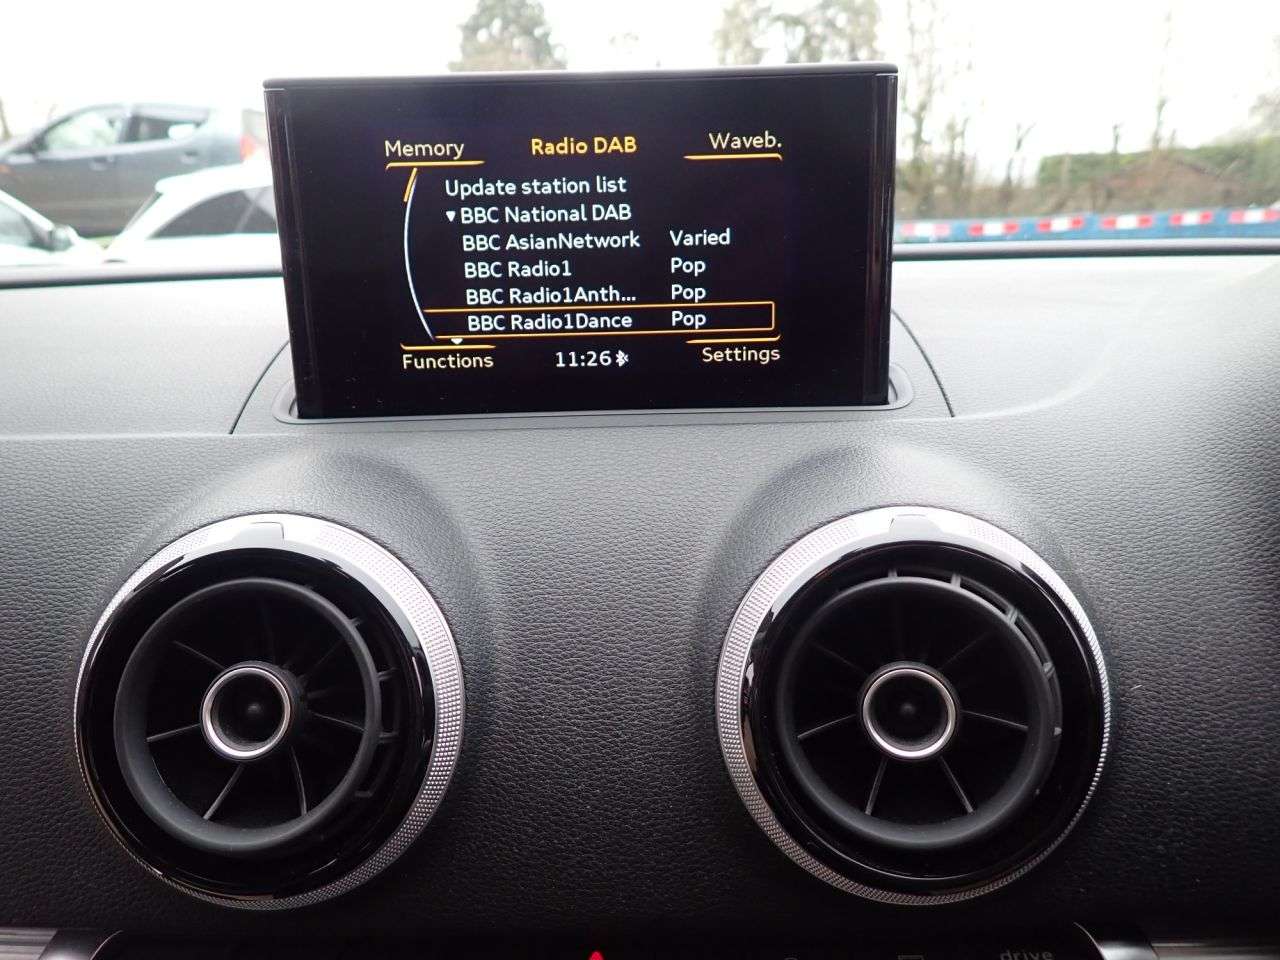 Memory Radio DAB Waveb.
Update station list
BBC National DAB
BBC AsianNetwork Varied
BBC Radio1 Pop
BBC Radio1Anth... Pop
BBC Radio1Dance Pop
Functions 11:26 Settings
drive